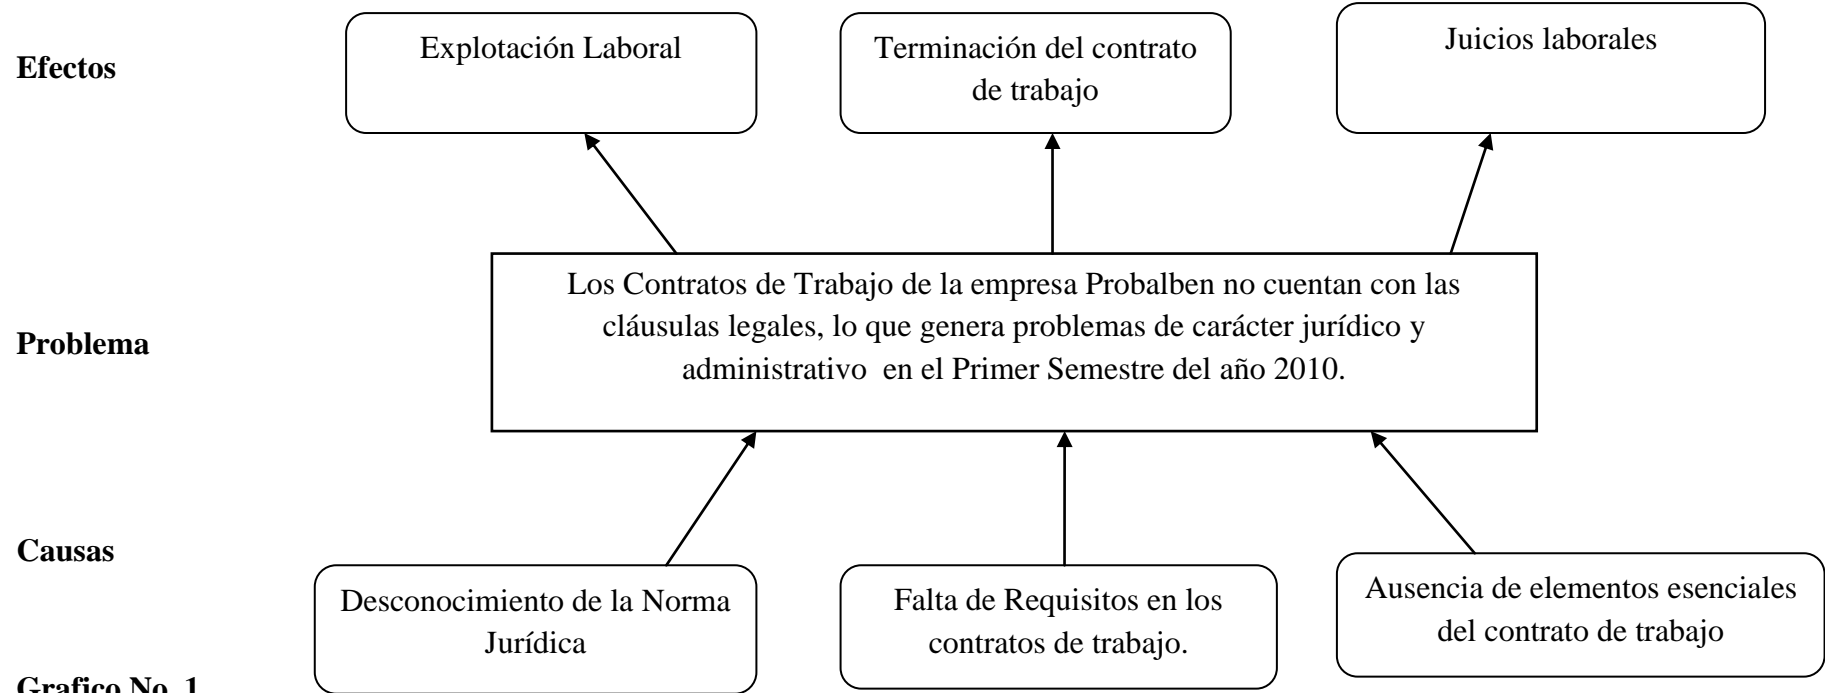 Efectos
Explotación Laboral
Terminación del contrato
de trabajo
Juicios laborales
Problema
Los Contratos de Trabajo de la empresa Probalben no cuentan con las
cláusulas legales, lo que genera problemas de carácter jurídico y
administrativo  en el Primer Semestre del año 2010.
Causas
Desconocimiento de la Norma
Jurídica
Falta de Requisitos en los
contratos de trabajo.
Ausencia de elementos esenciales
del contrato de trabajo
Grafico No. 1